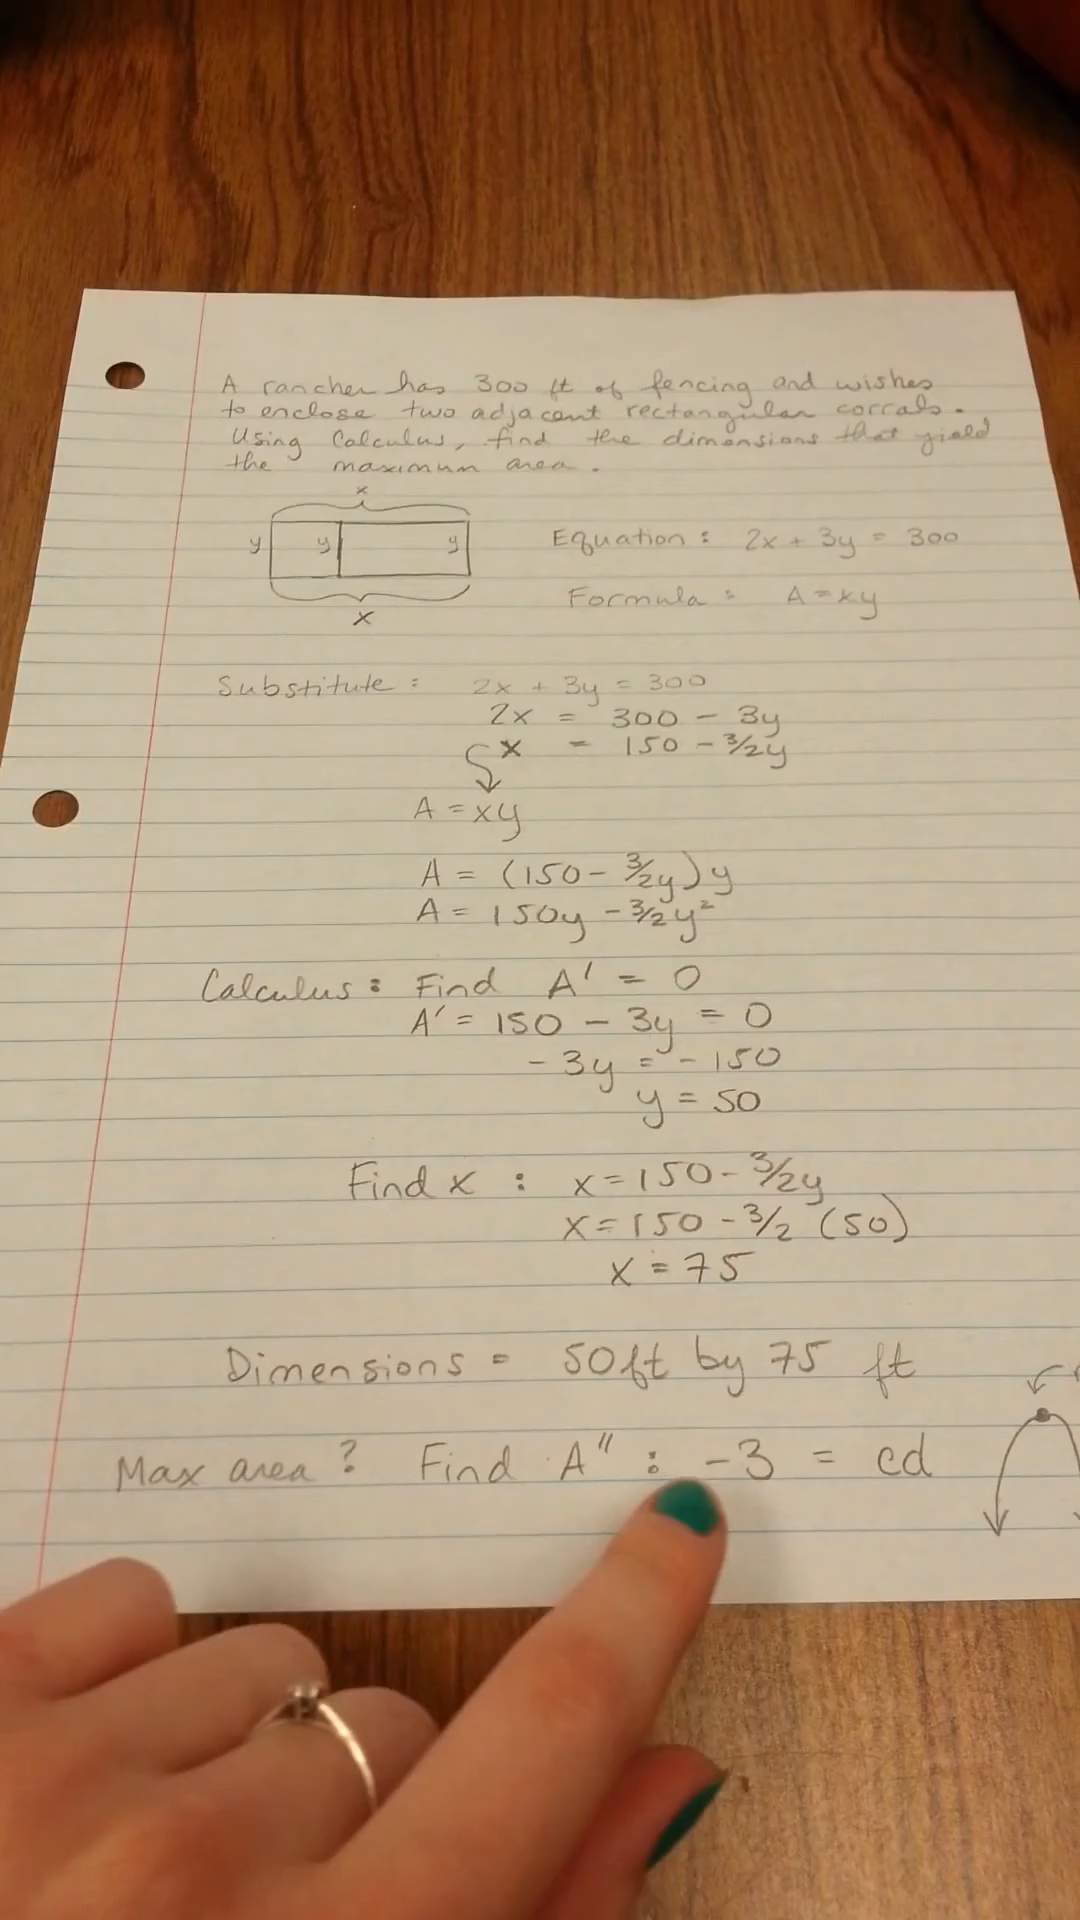 A rancher has 300 ft of fencing and wishes
to enclose two adjacent rectangular corrals.
Using Calculus, find the dimensions that yield
the maximum area.
x
y y y
x
Equation: 2x + 3y = 300
Formula: A = xy
Substitute: 2x + 3y = 300
2x = 300 - 3y
x = 150 - 3/2y
A = xy
A = (150 - 3/2y)y
A = 150y - 3/2y²
Calculus: Find A' = 0
A' = 150 - 3y = 0
-3y = -150
y = 50
Find x: x = 150 - 3/2y
x = 150 - 3/2 (50)
x = 75
Dimensions = 50ft by 75 ft
Max area? Find A": -3 = cd